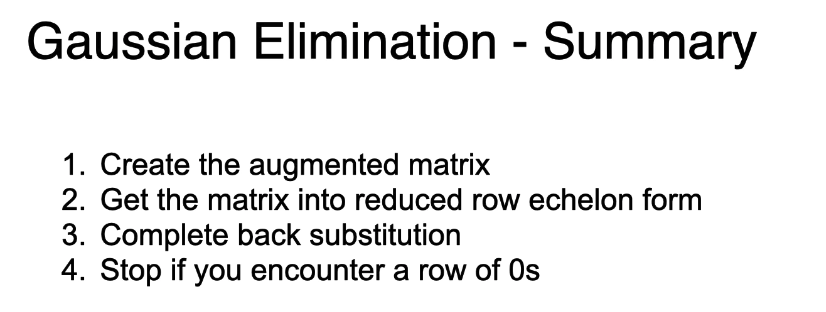 Gaussian Elimination - Summary
1. Create the augmented matrix
2. Get the matrix into reduced row echelon form
3. Complete back substitution
4. Stop if you encounter a row of 0s